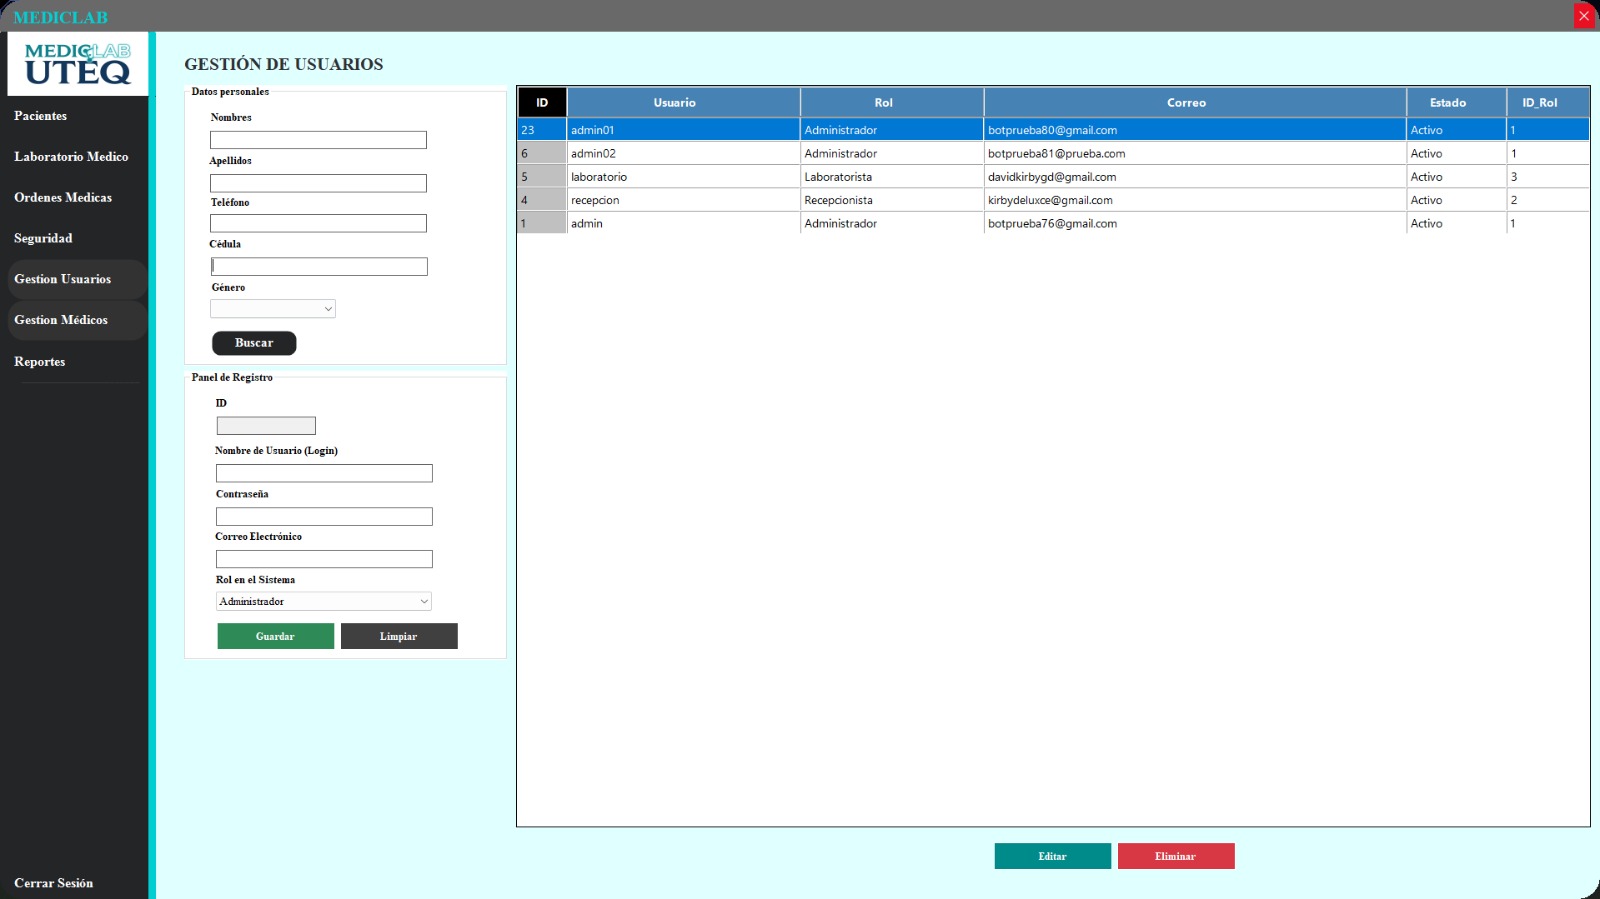 MEDICLAB
MEDICLAB
UTEQ
Pacientes
Laboratorio Medico
Ordenes Medicas
Seguridad
Gestion Usuarios
Gestion Médicos
Reportes
Cerrar Sesión
GESTIÓN DE USUARIOS
Datos personales
Nombres
Apellidos
Teléfono
Cédula
Género
Buscar
Panel de Registro
ID
Nombre de Usuario (Login)
Contraseña
Correo Electrónico
Rol en el Sistema
Administrador
Guardar Limpiar
ID Usuario Rol Correo Estado ID_Rol
23 admin01 Administrador botprueba80@gmail.com Activo 1
6 admin02 Administrador botprueba81@prueba.com Activo 1
5 laboratorio Laboratorista davidkirbygd@gmail.com Activo 3
4 recepcion Recepcionista kirbydeluxce@gmail.com Activo 2
1 admin Administrador botprueba76@gmail.com Activo 1
Editar Eliminar